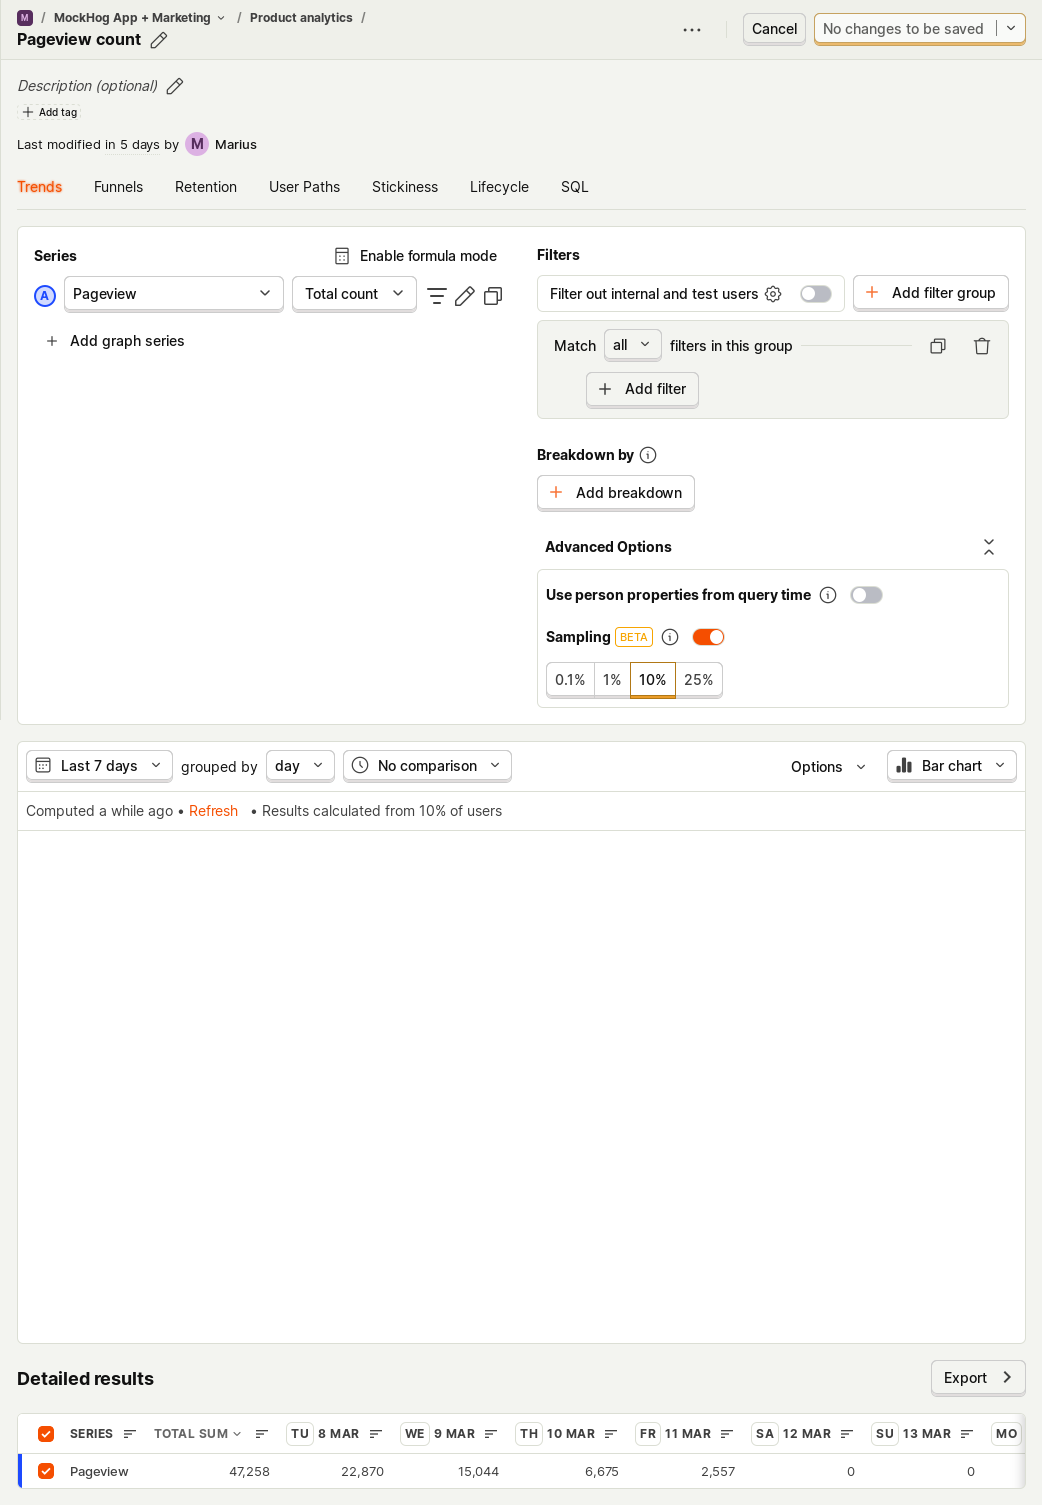 M / MockHog App + Marketing / Product analytics /
Pageview count
Cancel
No changes to be saved
Description (optional)
Add tag
Last modified in 5 days by M Marius
Trends Funnels Retention User Paths Stickiness Lifecycle SQL
Series
Enable formula mode
A Pageview Total count
Add graph series
Filters
Filter out internal and test users
Add filter group
Match all filters in this group
Add filter
Breakdown by
Add breakdown
Advanced Options
Use person properties from query time
Sampling BETA
0.1% 1% 10% 25%
Last 7 days grouped by day No comparison Options Bar chart
Computed a while ago • Refresh • Results calculated from 10% of users
Detailed results
Export
SERIES TOTAL SUM TU 8 MAR WE 9 MAR TH 10 MAR FR 11 MAR SA 12 MAR SU 13 MAR MO
Pageview 47,258 22,870 15,044 6,675 2,557 0 0